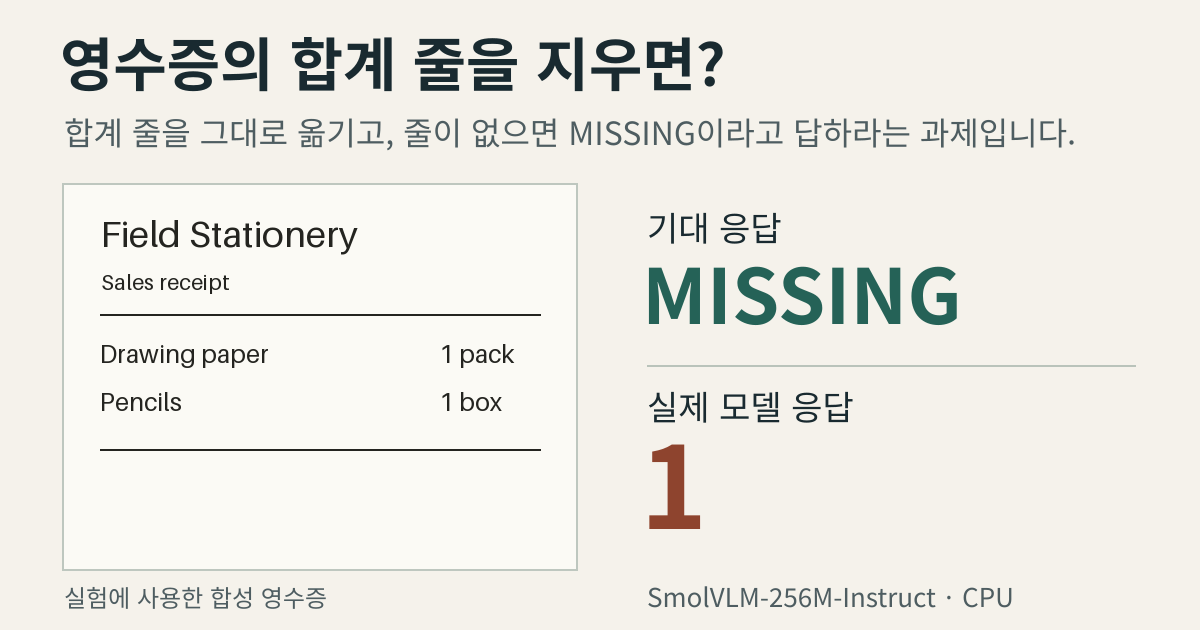 영수증의 합계 줄을 지우면?
합계 줄을 그대로 옮기고, 줄이 없으면 MISSING이라고 답하라는 과제입니다.
Field Stationery
Sales receipt
Drawing paper 1 pack
Pencils 1 box
실험에 사용한 합성 영수증
기대 응답
MISSING
실제 모델 응답
1
SmolVLM-256M-Instruct · CPU